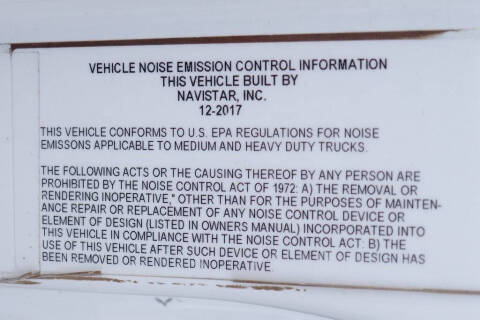 VEHICLE NOISE EMISSION CONTROL INFORMATION
THIS VEHICLE BUILT BY
NAVISTAR, INC.
12-2017
THIS VEHICLE CONFORMS TO U.S. EPA REGULATIONS FOR NOISE
EMISSONS APPLICABLE TO MEDIUM AND HEAVY DUTY TRUCKS.
THE FOLLOWING ACTS OR THE CAUSING THEREOF BY ANY PERSON ARE
PROHIBITED BY THE NOISE CONTROL ACT OF 1972: A) THE REMOVAL OR
RENDERING INOPERATIVE," OTHER THAN FOR THE PURPOSES OF MAINTEN-
ANCE REPAIR OR REPLACEMENT OF ANY NOISE CONTROL DEVICE OR
ELEMENT OF DESIGN (LISTED IN OWNERS MANUAL) INCORPORATED INTO
THIS VEHICLE IN COMPLIANCE WITH THE NOISE CONTROL ACT. B) THE
USE OF THIS VEHICLE AFTER SUCH DEVICE OR ELEMENT OF DESIGN HAS
BEEN REMOVED OR RENDERED INOPERATIVE.